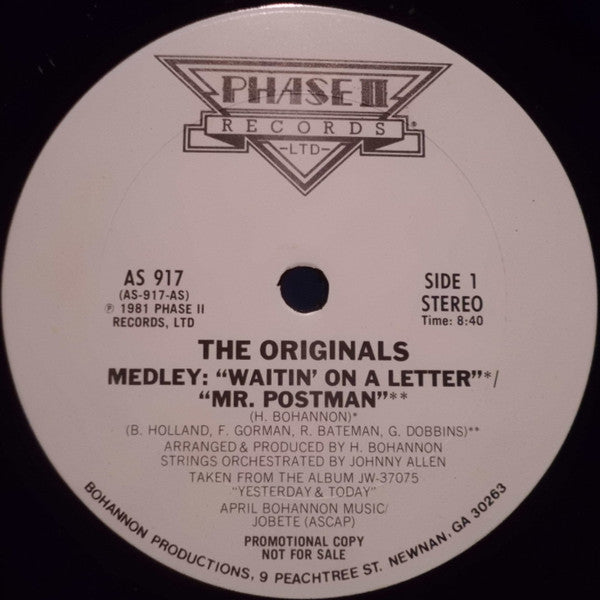 PHASE II
RECORDS®
-LTD-
AS 917
(AS-917-AS)
℗ 1981 PHASE II
RECORDS, LTD
SIDE 1
STEREO
Time: 8:40
THE ORIGINALS
MEDLEY: “WAITIN’ ON A LETTER”*/
“MR. POSTMAN”**
(H. BOHANNON)*
(B. HOLLAND, F. GORMAN, R. BATEMAN, G. DOBBINS)**
ARRANGED & PRODUCED BY H. BOHANNON
STRINGS ORCHESTRATED BY JOHNNY ALLEN
TAKEN FROM THE ALBUM JW-37075
“YESTERDAY & TODAY”
APRIL BOHANNON MUSIC/
JOBETE (ASCAP)
PROMOTIONAL COPY
NOT FOR SALE
BOHANNON PRODUCTIONS, 9 PEACHTREE ST. NEWNAN, GA 30263